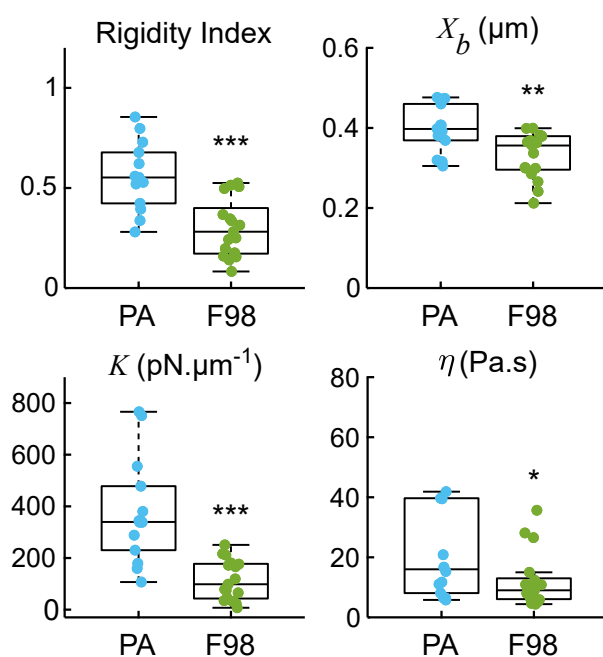 Rigidity Index
1
0.5
0
***
PA F98
X_b (µm)
0.6
0.4
0.2
0
**
PA F98
K (pN.µm⁻¹)
800
600
400
200
0
***
PA F98
η (Pa.s)
80
60
40
20
0
*
PA F98